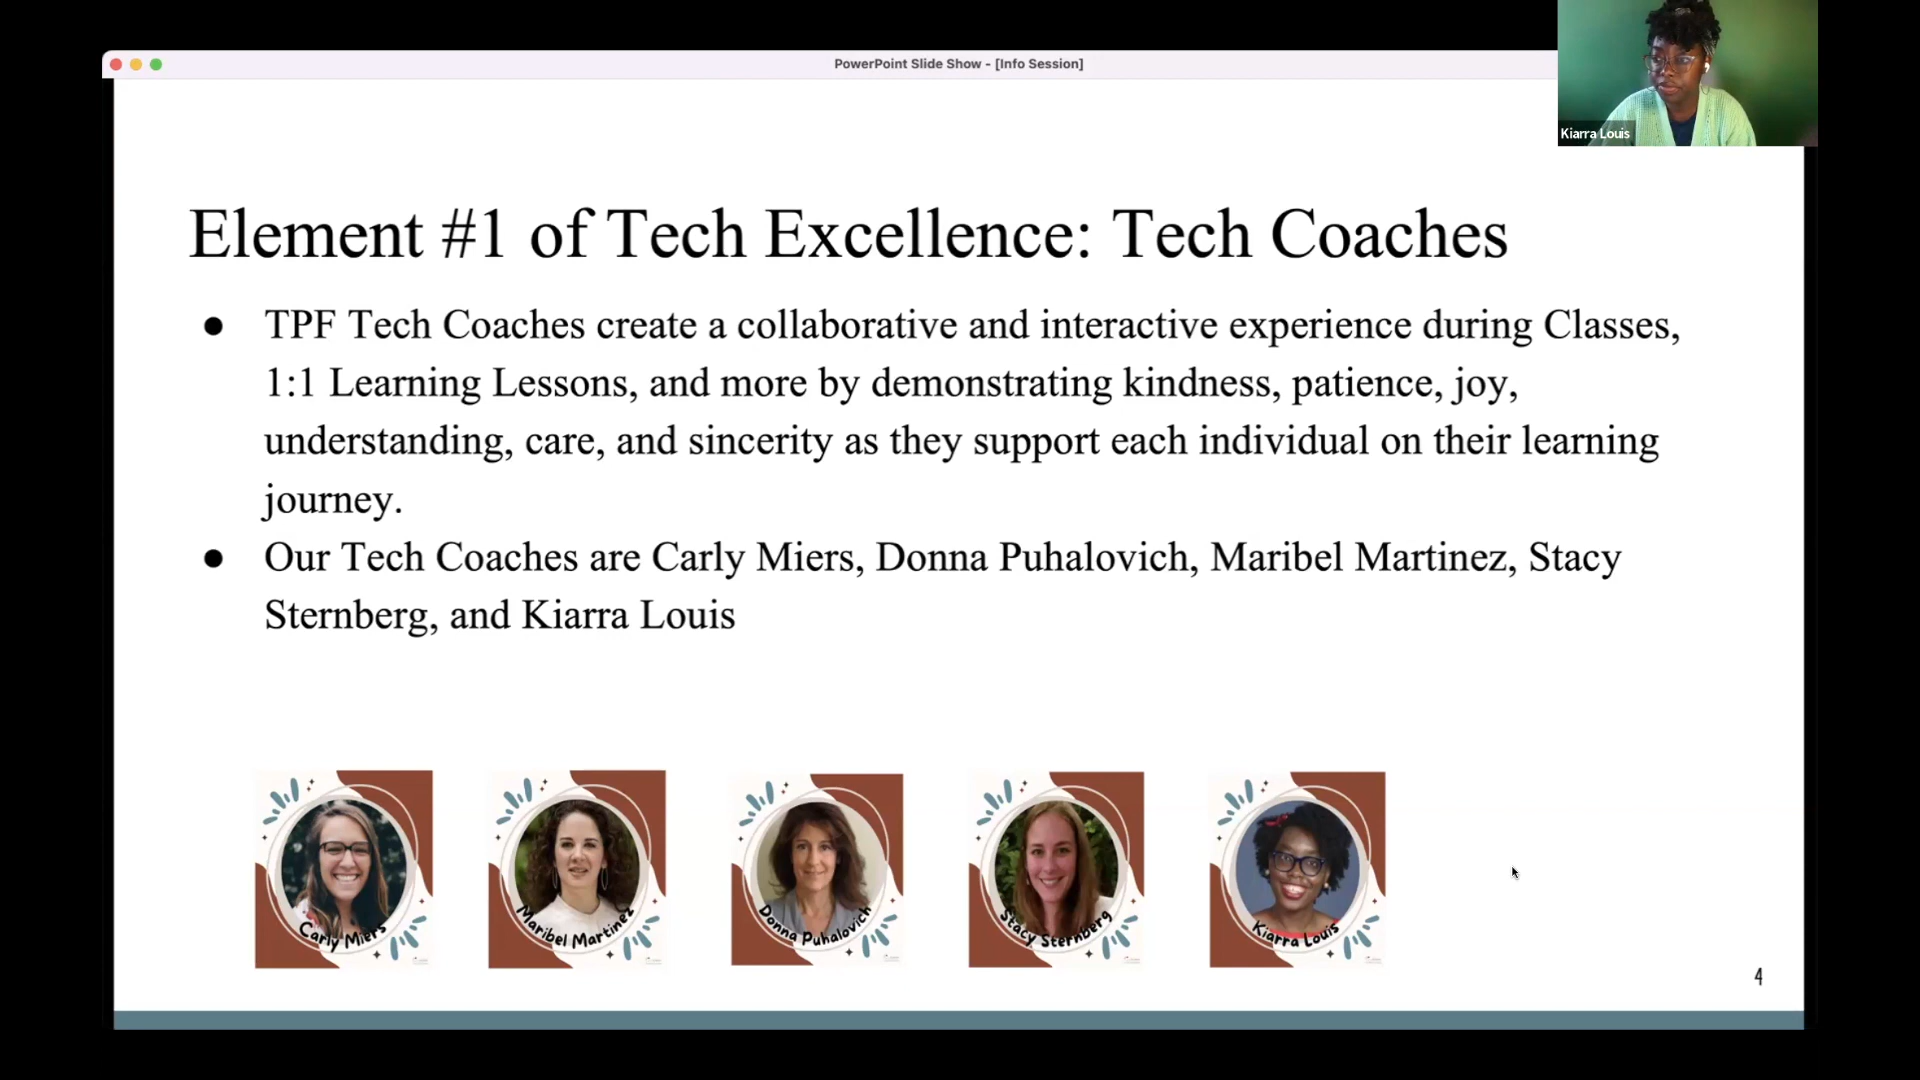 PowerPoint Slide Show - [Info Session]
Kiarra Louis
Element #1 of Tech Excellence: Tech Coaches
● TPF Tech Coaches create a collaborative and interactive experience during Classes,
1:1 Learning Lessons, and more by demonstrating kindness, patience, joy,
understanding, care, and sincerity as they support each individual on their learning
journey.
● Our Tech Coaches are Carly Miers, Donna Puhalovich, Maribel Martinez, Stacy
Sternberg, and Kiarra Louis
Carly Miers
Maribel Martinez
Donna Puhalovich
Stacy Sternberg
Kiarra Louis
4